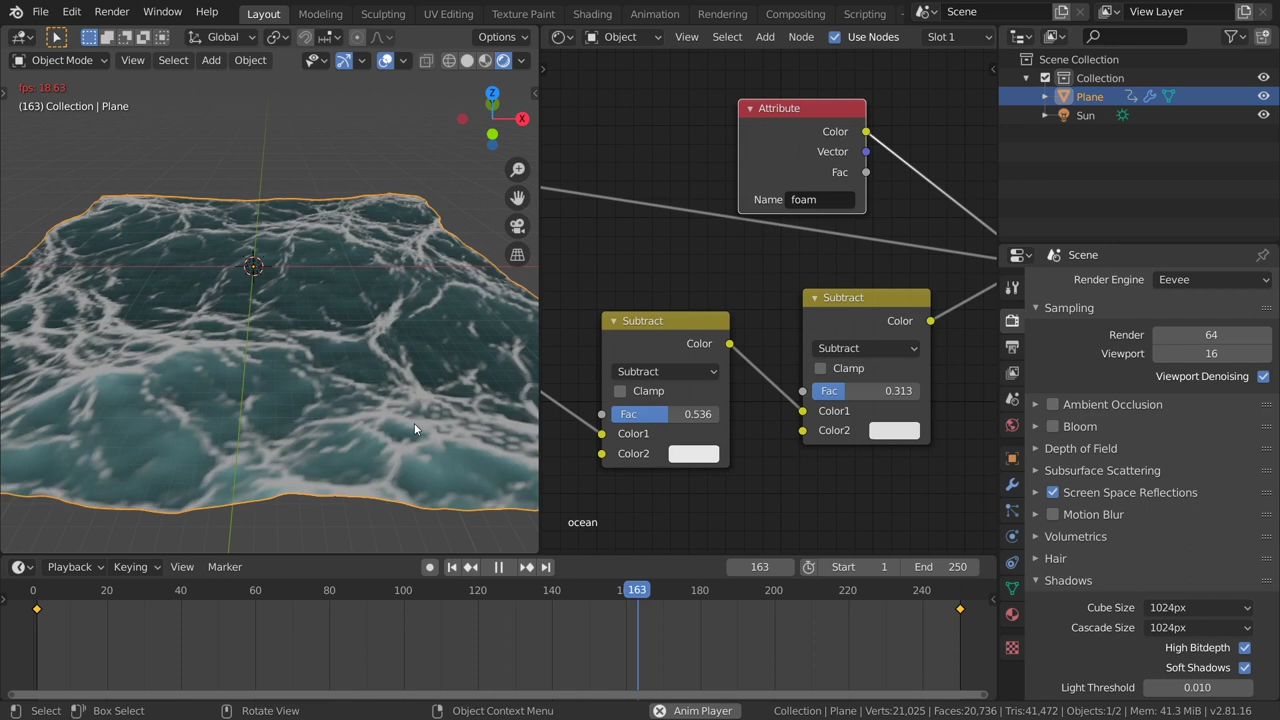 File Edit Render Window Help Layout Modeling Sculpting UV Editing Texture Paint Shading Animation Rendering Compositing Scripting Scene View Layer
Global Options Object View Select Add Node Use Nodes Slot 1
Object Mode View Select Add Object
fps: 18.63
(163) Collection | Plane
Z
X
Attribute
Color
Vector
Fac
Name foam
Subtract
Color
Subtract
Clamp
Fac 0.536
Color1
Color2
Subtract
Color
Subtract
Clamp
Fac 0.313
Color1
Color2
ocean
Scene Collection
Collection
Plane
Sun
Scene
Render Engine Eevee
Sampling
Render 64
Viewport 16
Viewport Denoising
Ambient Occlusion
Bloom
Depth of Field
Subsurface Scattering
Screen Space Reflections
Motion Blur
Volumetrics
Hair
Shadows
Cube Size 1024px
Cascade Size 1024px
High Bitdepth
Soft Shadows
Light Threshold 0.010
Playback Keying View Marker 163 Start 1 End 250
0 20 40 60 80 100 120 140 163 180 200 220 240
Select Box Select Rotate View Object Context Menu Anim Player Collection | Plane | Verts:21,025 | Faces:20,736 | Tris:41,472 | Objects:1/2 | Mem: 41.3 MiB | v2.81.16